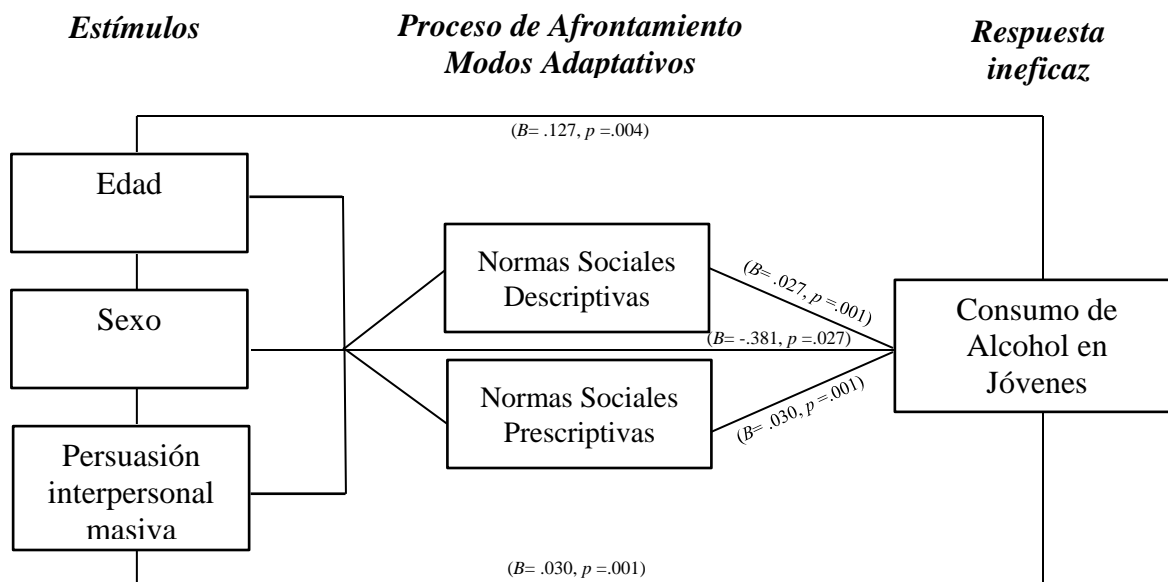 Estímulos
Proceso de Afrontamiento
Modos Adaptativos
Respuesta
ineficaz
(B= .127, p =.004)
Edad
Sexo
Persuasión
interpersonal
masiva
Normas Sociales
Descriptivas
(B= .027, p =.001)
(B= -.381, p =.027)
Normas Sociales
Prescriptivas
(B= .030, p =.001)
Consumo de
Alcohol en
Jóvenes
(B= .030, p =.001)